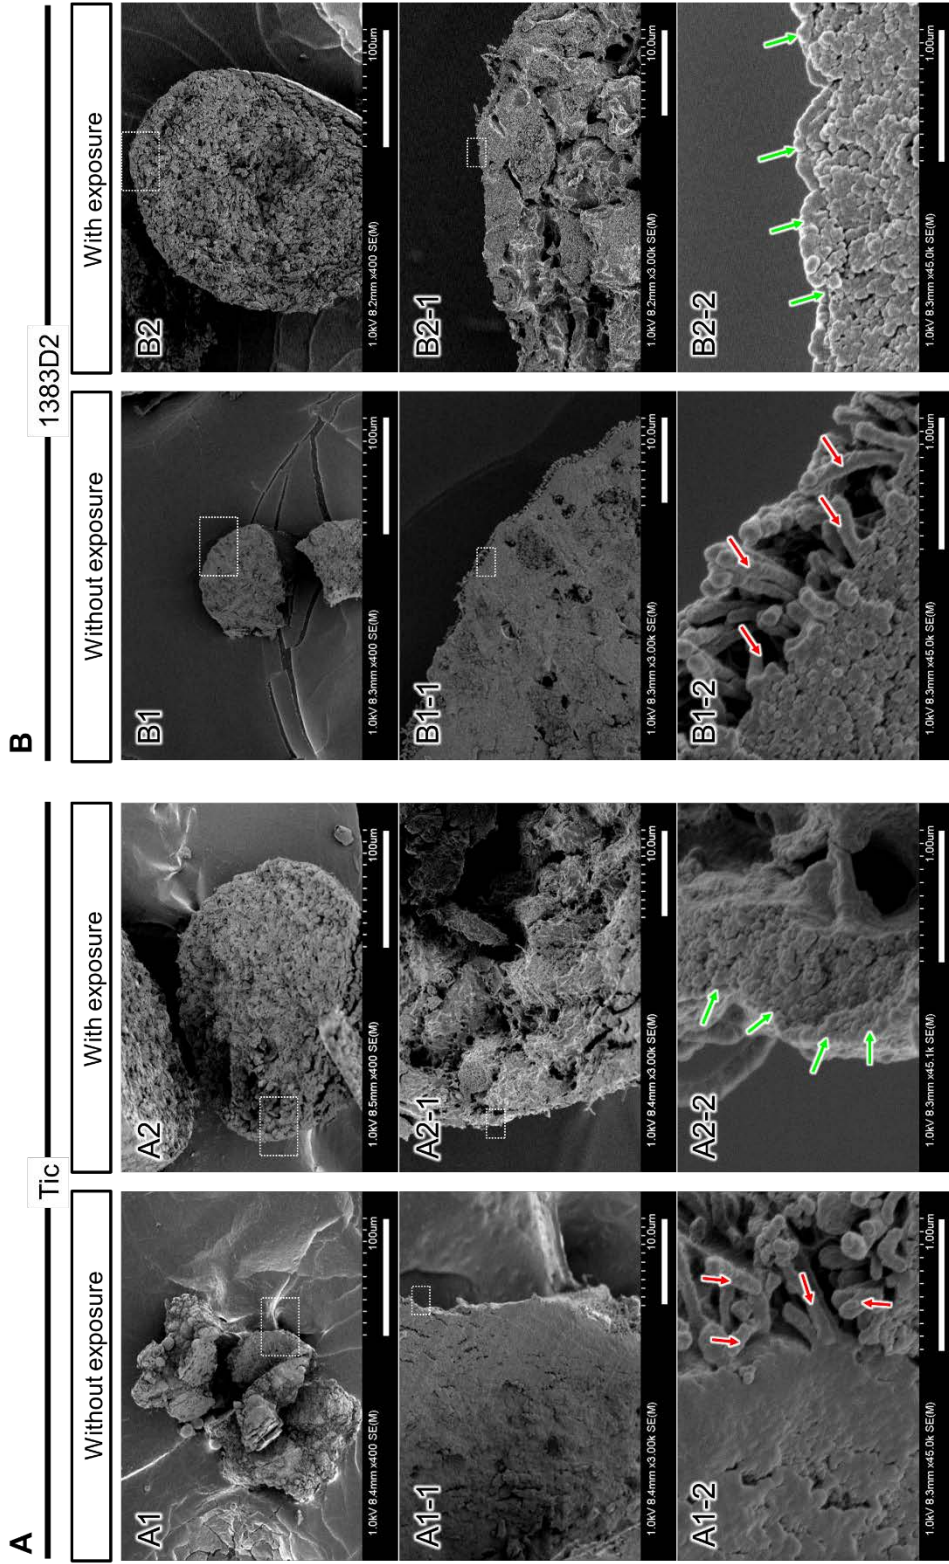 A
Tic
Without exposure
With exposure
A1
1.0kV 8.4mm x400 SE(M)
100um
A2
1.0kV 8.5mm x400 SE(M)
100um
A1-1
1.0kV 8.4mm x3.00k SE(M)
10.0um
A2-1
1.0kV 8.4mm x3.00k SE(M)
10.0um
A1-2
1.0kV 8.3mm x45.0k SE(M)
1.00um
A2-2
1.0kV 8.3mm x45.1k SE(M)
1.00um
B
1383D2
Without exposure
With exposure
B1
1.0kV 8.3mm x400 SE(M)
100um
B2
1.0kV 8.2mm x400 SE(M)
100um
B1-1
1.0kV 8.3mm x3.00k SE(M)
10.0um
B2-1
1.0kV 8.2mm x3.00k SE(M)
10.0um
B1-2
1.0kV 8.3mm x45.0k SE(M)
1.00um
B2-2
1.0kV 8.3mm x45.0k SE(M)
1.00um